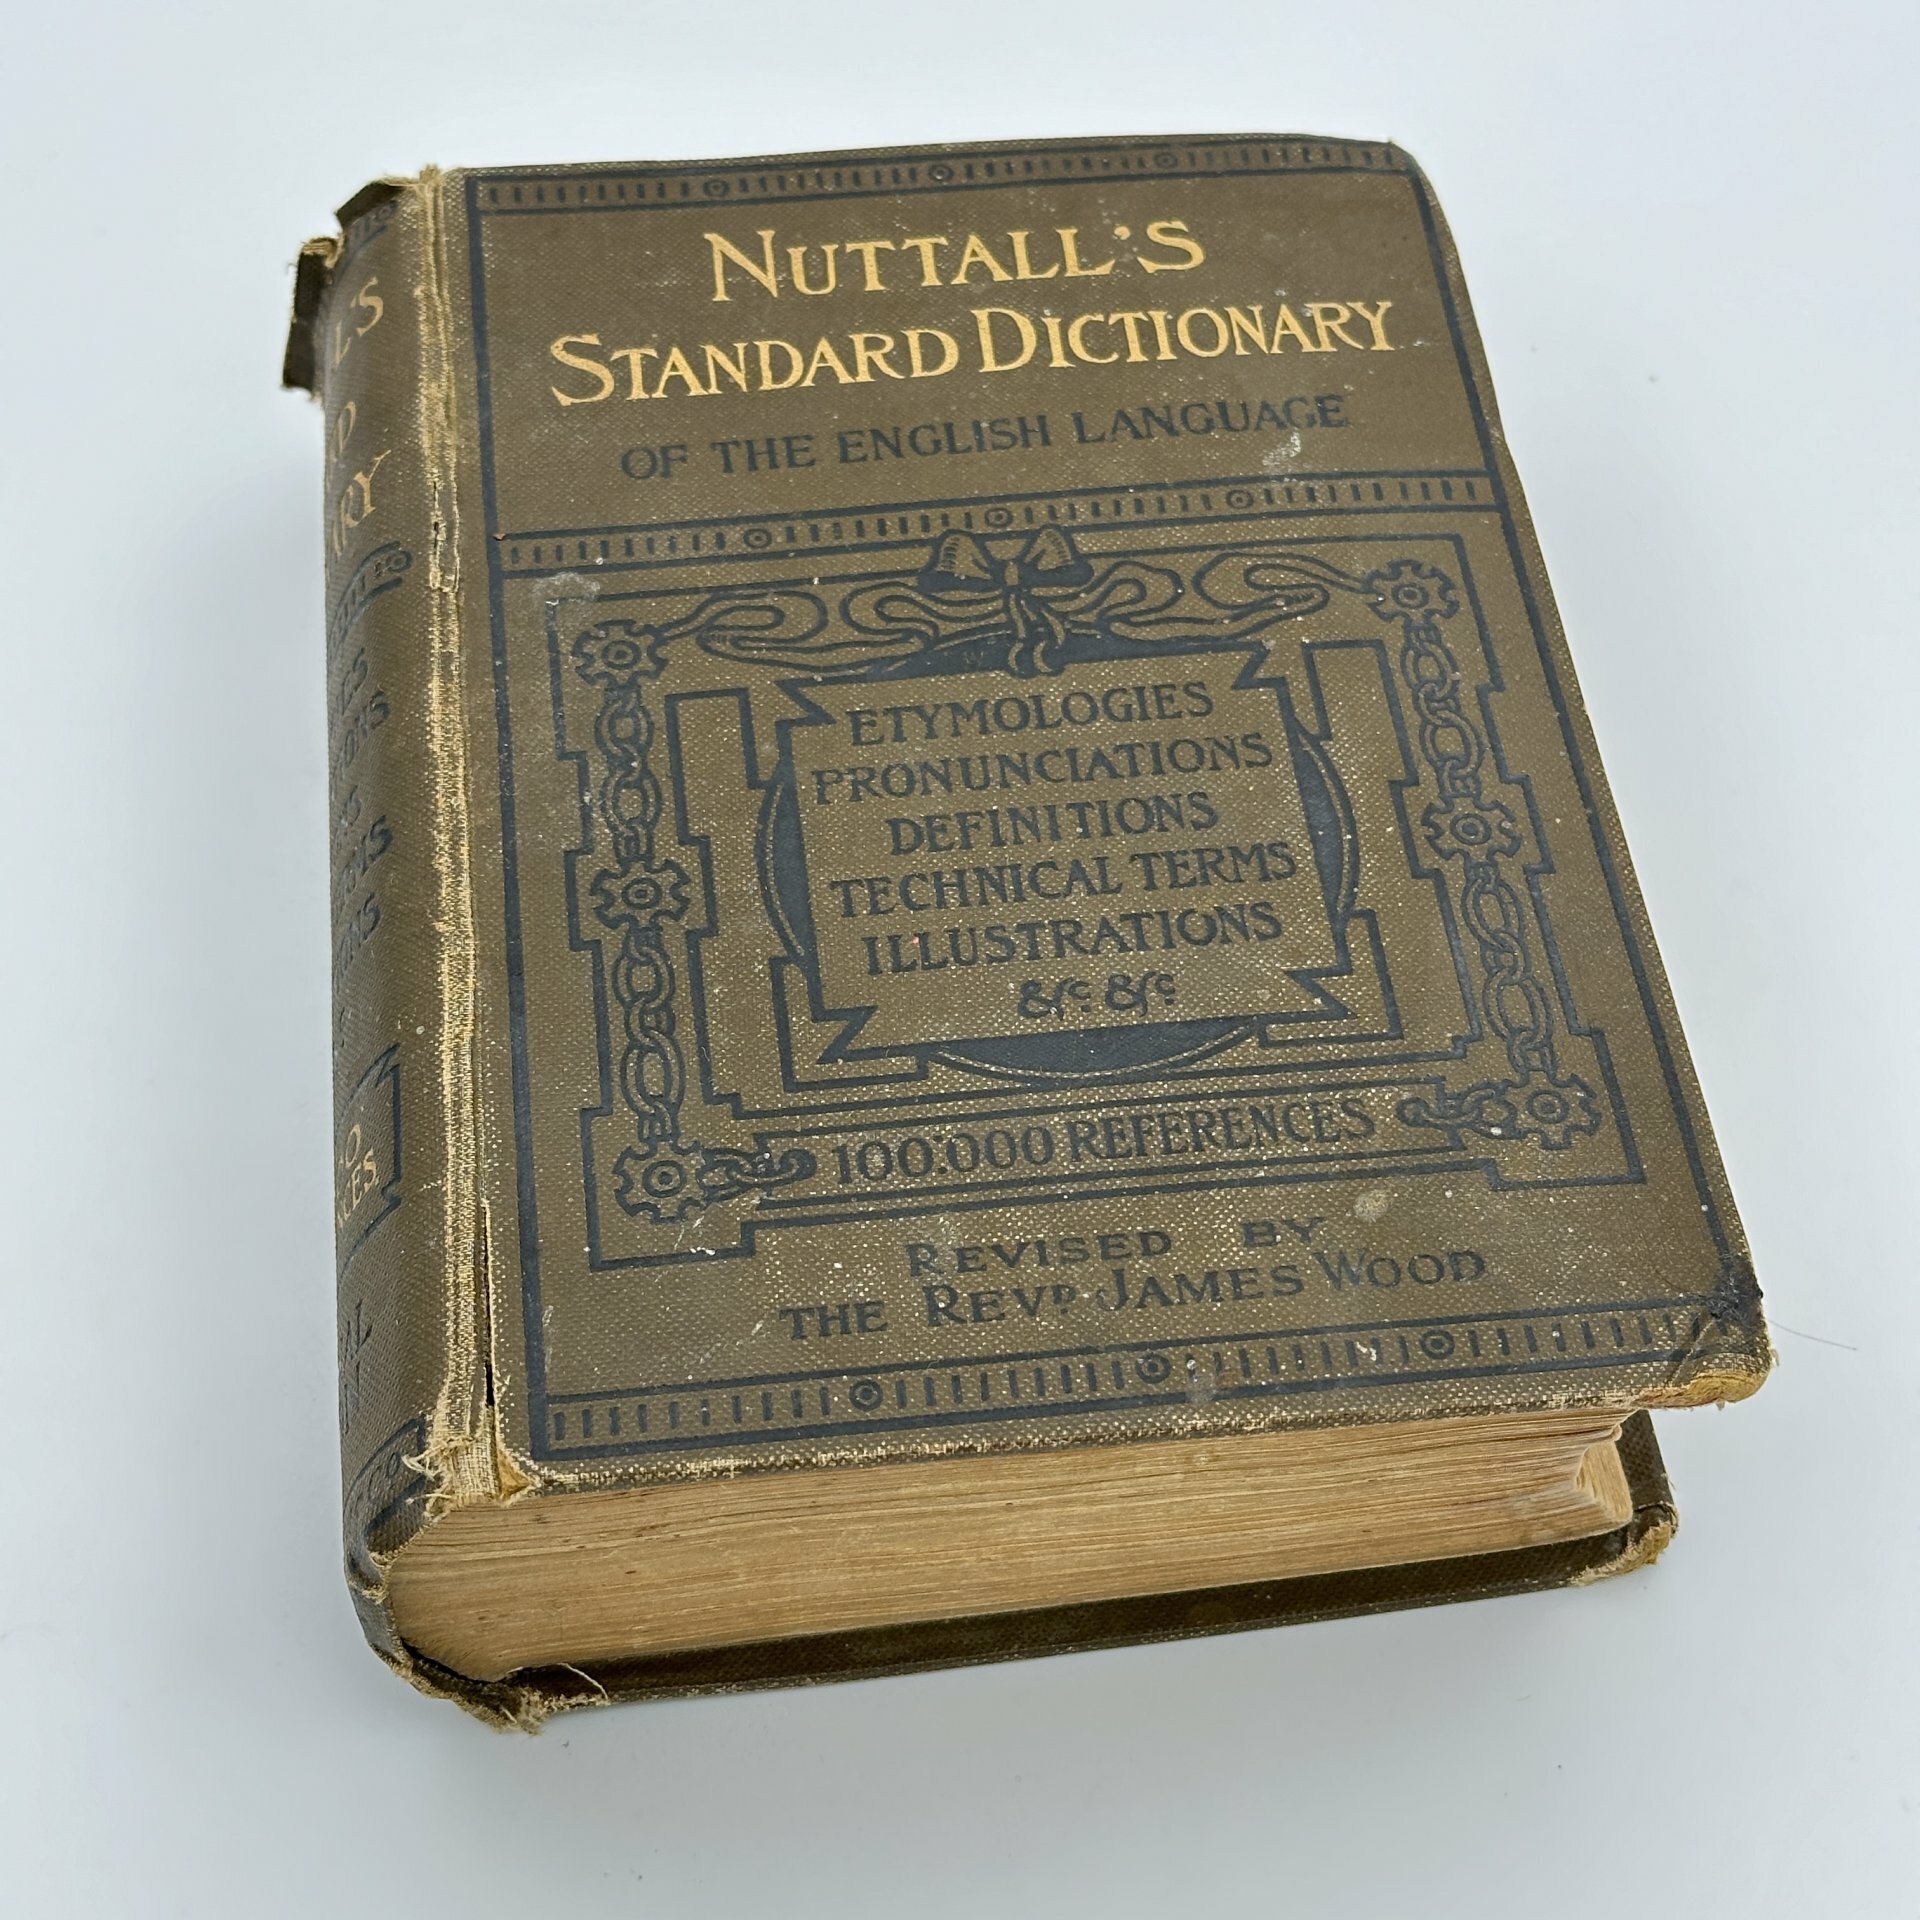 NUTTALL'S
STANDARD DICTIONARY
OF THE ENGLISH LANGUAGE
ETYMOLOGIES
PRONUNCIATIONS
DEFINITIONS
TECHNICAL TERMS
ILLUSTRATIONS
&c. &c.
100,000 REFERENCES
REVISED BY
THE REVD. JAMES WOOD